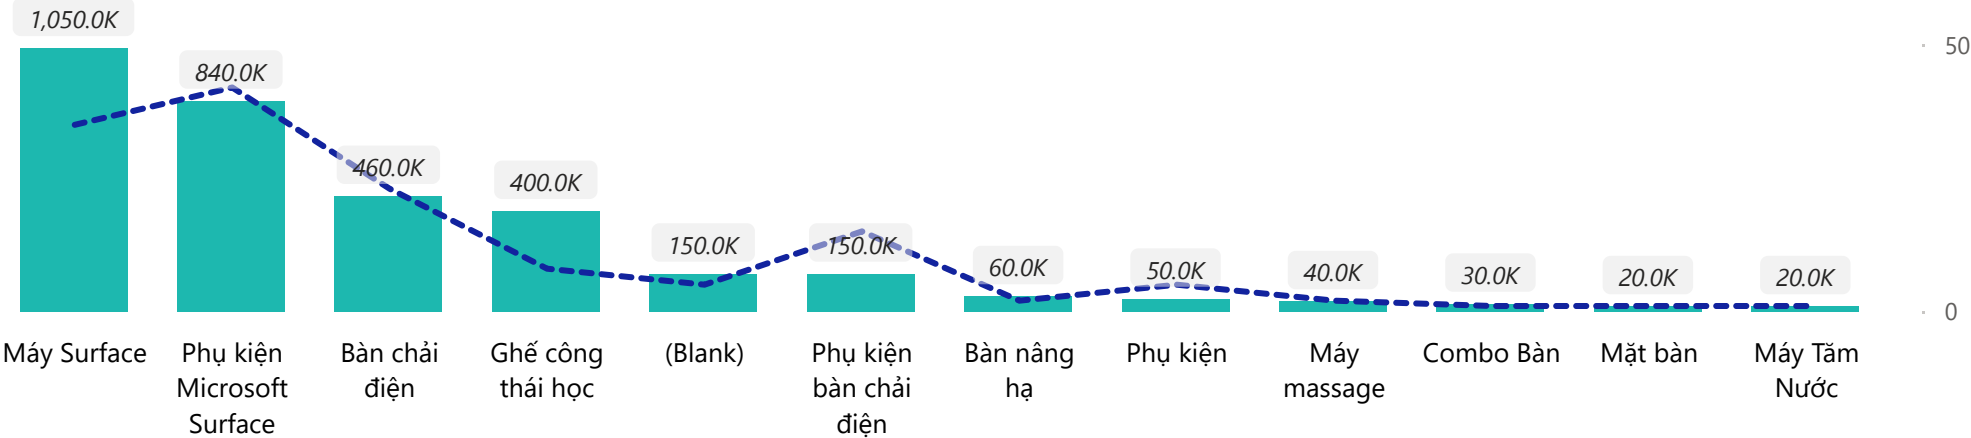 1,050.0K
840.0K
460.0K
400.0K
150.0K
150.0K
60.0K
50.0K
40.0K
30.0K
20.0K
20.0K
50
0
Máy Surface
Phụ kiện
Microsoft
Surface
Bàn chải
điện
Ghế công
thái học
(Blank)
Phụ kiện
bàn chải
điện
Bàn nâng
hạ
Phụ kiện
Máy
massage
Combo Bàn
Mặt bàn
Máy Tăm
Nước